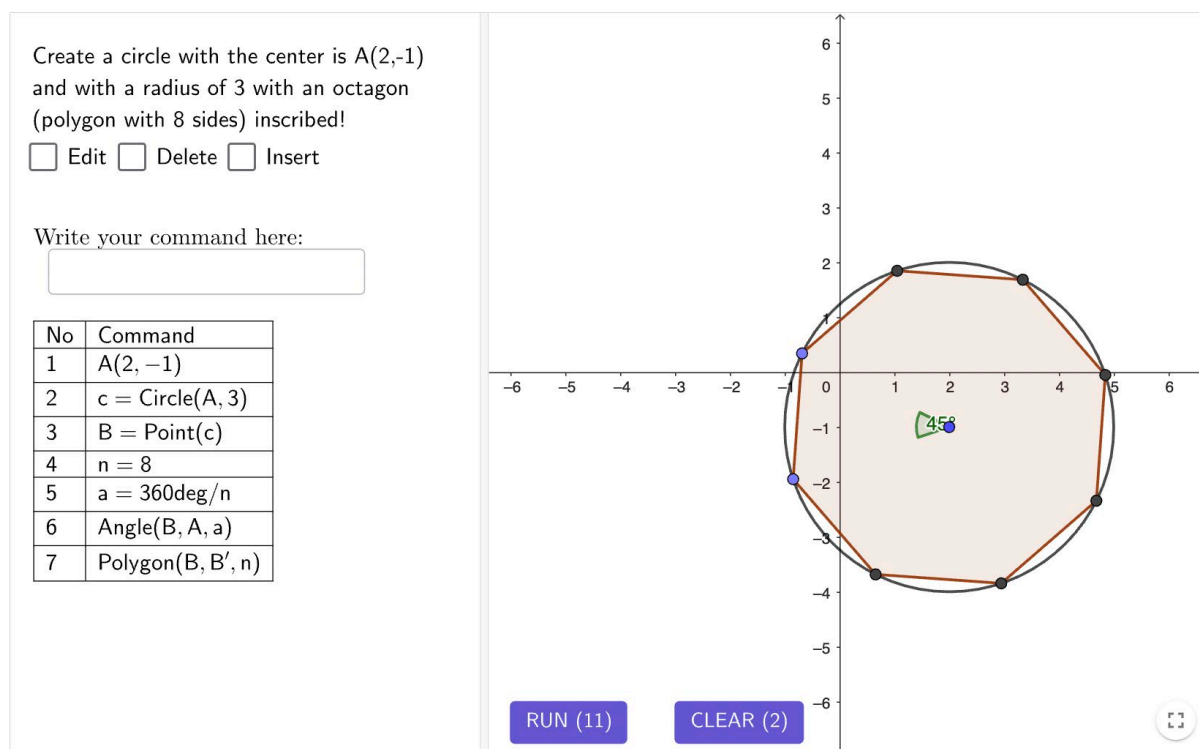 Create a circle with the center is A(2,-1)
and with a radius of 3 with an octagon
(polygon with 8 sides) inscribed!
Edit Delete Insert
Write your command here:
No Command
1 A(2, −1)
2 c = Circle(A, 3)
3 B = Point(c)
4 n = 8
5 a = 360deg/n
6 Angle(B, A, a)
7 Polygon(B, B′, n)
6
5
4
3
2
1
–6 –5 –4 –3 –2 –1 0 1 2 3 4 5 6
45°
–1
–2
–3
–4
–5
–6
RUN (11) CLEAR (2)